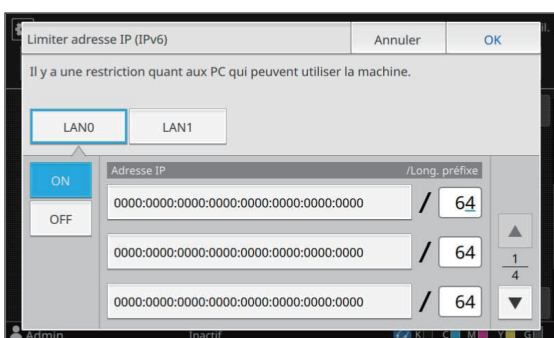 Limiter adresse IP (IPv6)
Annuler
OK
Il y a une restriction quant aux PC qui peuvent utiliser la machine.
LAN0
LAN1
ON
OFF
Adresse IP
/Long. préfixe
0000:0000:0000:0000:0000:0000:0000:0000 / 64
0000:0000:0000:0000:0000:0000:0000:0000 / 64
0000:0000:0000:0000:0000:0000:0000:0000 / 64
1
4
Admin
Inactif
K
C
M
Y